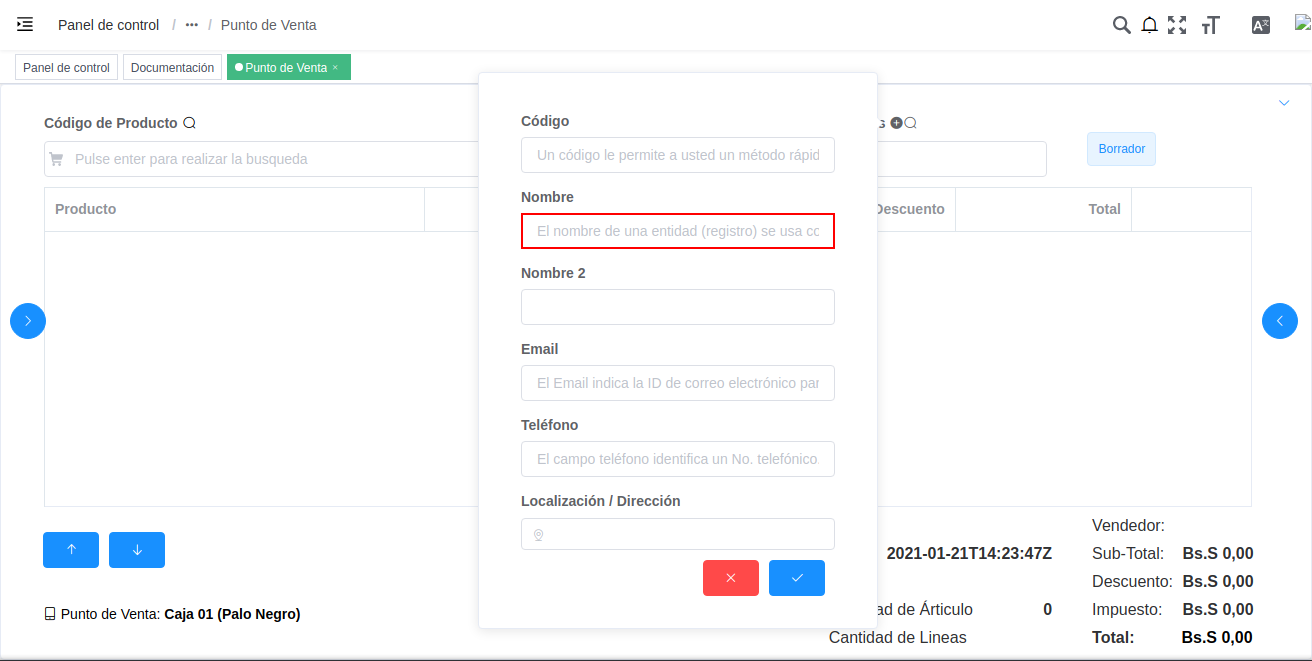 Panel de control / ••• / Punto de Venta
Panel de control
Documentación
Punto de Venta ×
Código de Producto
Pulse enter para realizar la busqueda
Borrador
Producto
Descuento
Total
Código
Un código le permite a usted un método rápid
Nombre
El nombre de una entidad (registro) se usa co
Nombre 2
Email
El Email indica la ID de correo electrónico par
Teléfono
El campo teléfono identifica un No. telefónico.
Localización / Dirección
Punto de Venta: Caja 01 (Palo Negro)
2021-01-21T14:23:47Z
ad de Árticulo 0
Cantidad de Lineas
Vendedor:
Sub-Total: Bs.S 0,00
Descuento: Bs.S 0,00
Impuesto: Bs.S 0,00
Total: Bs.S 0,00